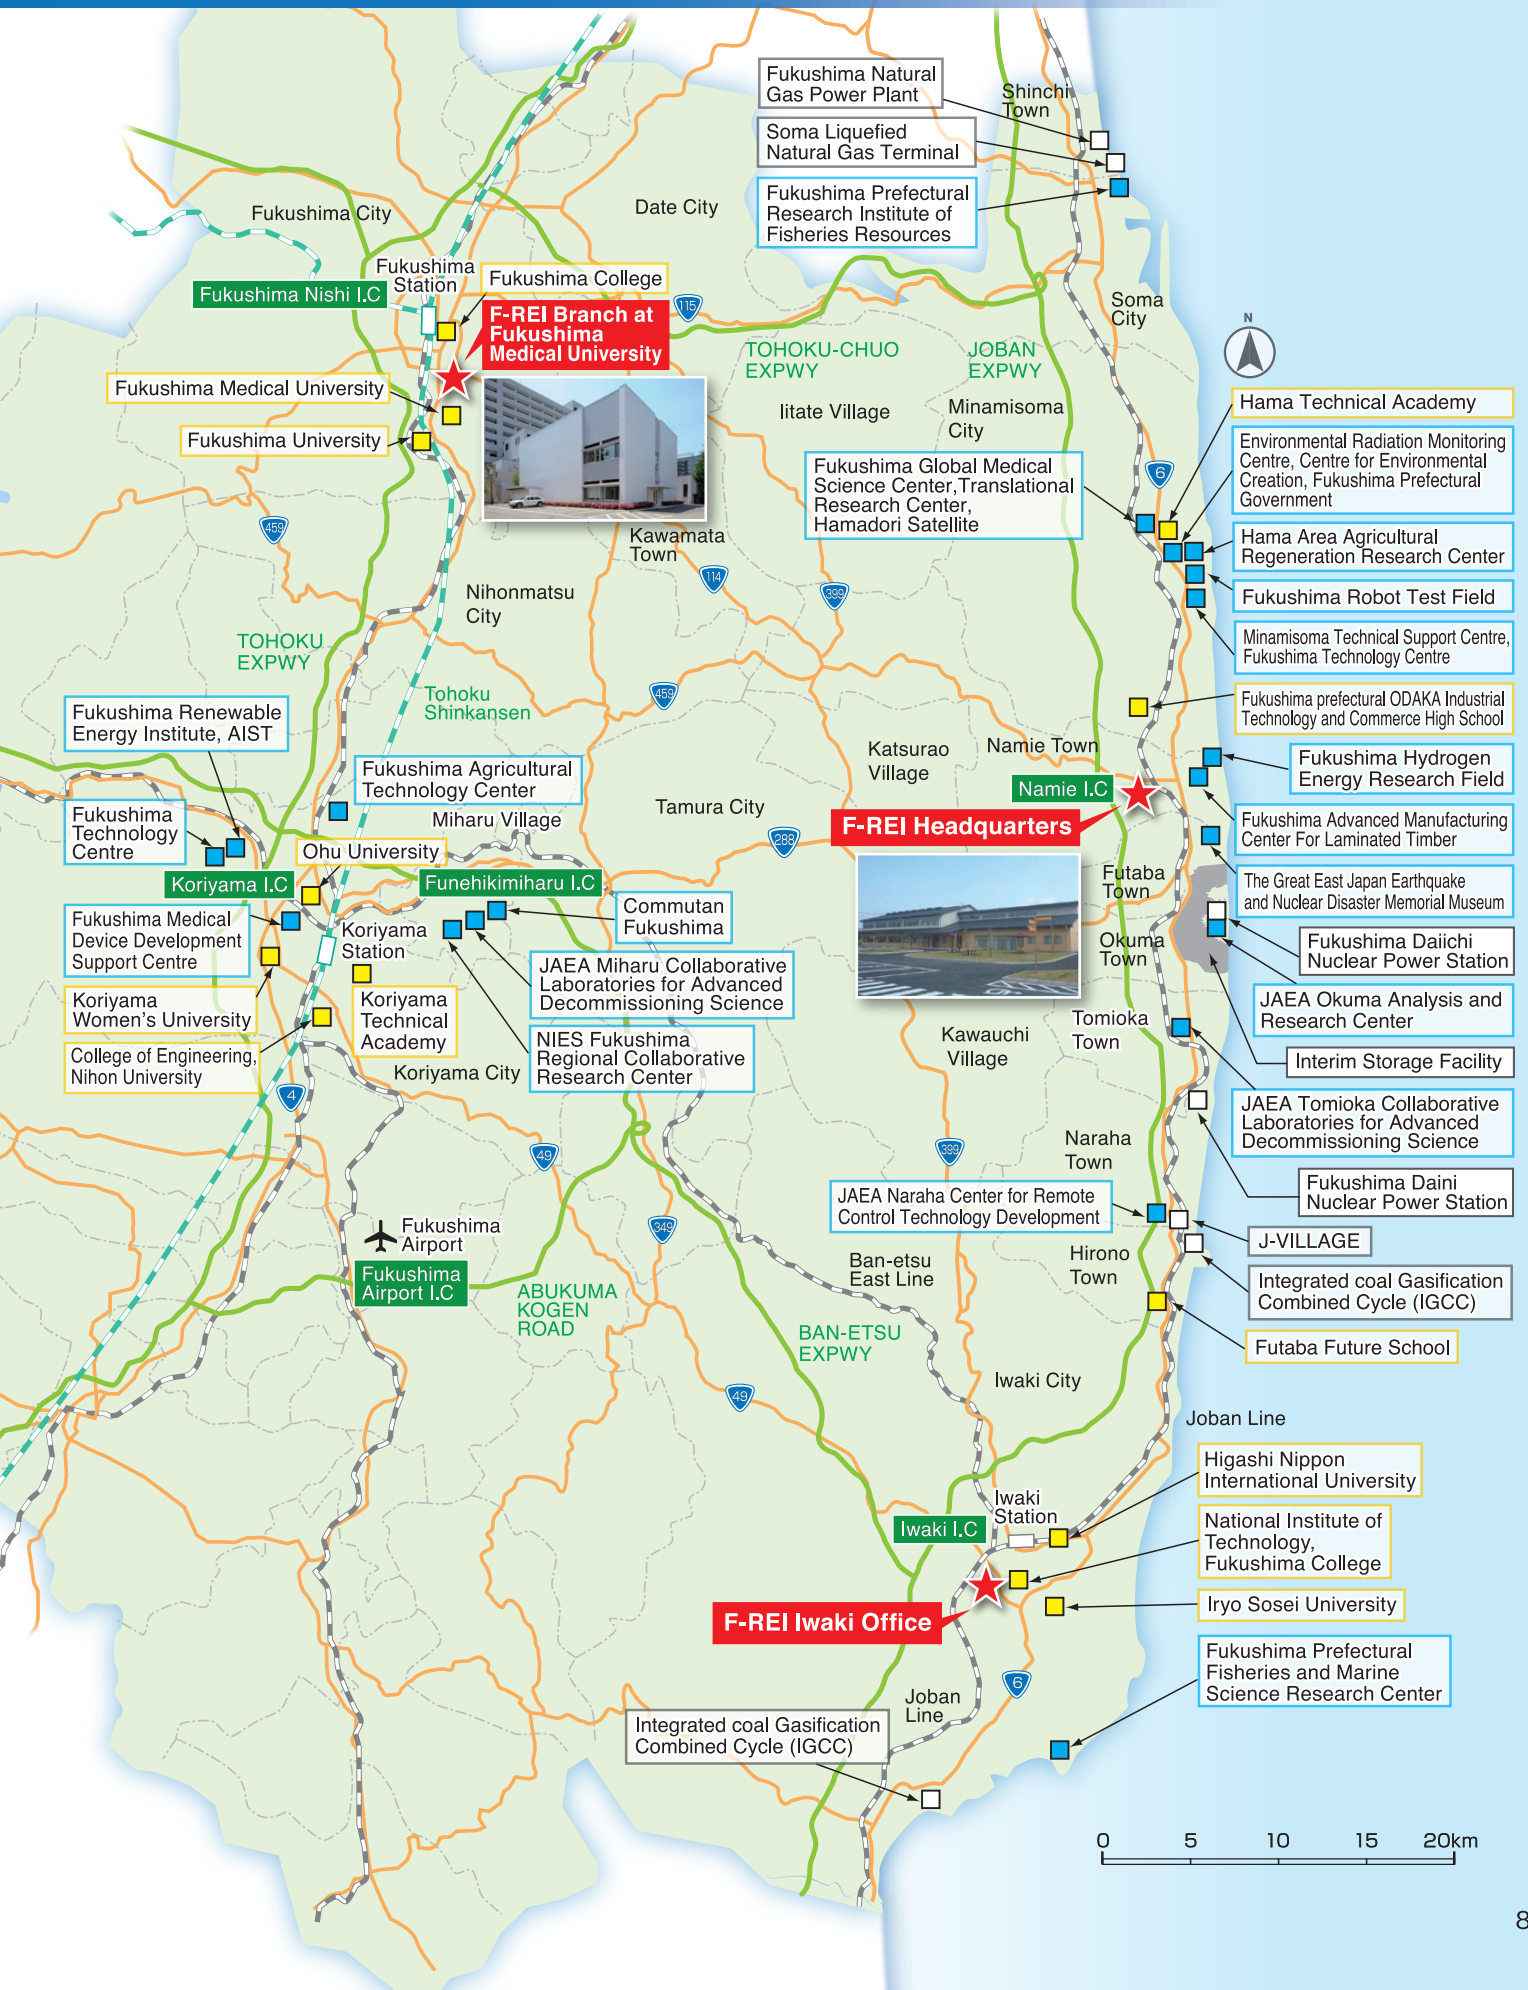 Fukushima Natural
Gas Power Plant
Shinchi
Town
Soma Liquefied
Natural Gas Terminal
Fukushima Prefectural
Research Institute of
Fisheries Resources
Fukushima City
Date City
Fukushima
Station
Fukushima College
Fukushima Nishi I.C
F-REI Branch at
Fukushima
Medical University
115
Soma
City
N
TOHOKU-CHUO
EXPWY
JOBAN
EXPWY
Fukushima Medical University
Iitate Village
Minamisoma
City
Hama Technical Academy
Fukushima University
Environmental Radiation Monitoring
Centre, Centre for Environmental
Creation, Fukushima Prefectural
Government
Fukushima Global Medical
Science Center,Translational
Research Center,
Hamadori Satellite
6
459
Kawamata
Town
Hama Area Agricultural
Regeneration Research Center
114
399
Nihonmatsu
City
Fukushima Robot Test Field
TOHOKU
EXPWY
Minamisoma Technical Support Centre,
Fukushima Technology Centre
Tohoku
Shinkansen
459
Fukushima prefectural ODAKA Industrial
Technology and Commerce High School
Fukushima Renewable
Energy Institute, AIST
Katsurao
Village
Namie Town
Fukushima Hydrogen
Energy Research Field
Fukushima Agricultural
Technology Center
Namie I.C
Fukushima
Technology
Centre
Miharu Village
Tamura City
F-REI Headquarters
Fukushima Advanced Manufacturing
Center For Laminated Timber
288
Ohu University
Koriyama I.C
Funehikimiharu I.C
Futaba
Town
The Great East Japan Earthquake
and Nuclear Disaster Memorial Museum
Fukushima Medical
Device Development
Support Centre
Koriyama
Station
Commutan
Fukushima
Okuma
Town
Fukushima Daiichi
Nuclear Power Station
JAEA Miharu Collaborative
Laboratories for Advanced
Decommissioning Science
Koriyama
Women's University
Koriyama
Technical
Academy
JAEA Okuma Analysis and
Research Center
Tomioka
Town
NIES Fukushima
Regional Collaborative
Research Center
Kawauchi
Village
College of Engineering,
Nihon University
Koriyama City
Interim Storage Facility
4
JAEA Tomioka Collaborative
Laboratories for Advanced
Decommissioning Science
49
399
Naraha
Town
Fukushima Daini
Nuclear Power Station
JAEA Naraha Center for Remote
Control Technology Development
349
Fukushima
Airport
J-VILLAGE
Ban-etsu
East Line
Hirono
Town
Fukushima
Airport I.C
Integrated coal Gasification
Combined Cycle (IGCC)
ABUKUMA
KOGEN
ROAD
BAN-ETSU
EXPWY
Futaba Future School
Iwaki City
49
Joban Line
Higashi Nippon
International University
Iwaki
Station
Iwaki I.C
National Institute of
Technology,
Fukushima College
F-REI Iwaki Office
Iryo Sosei University
Fukushima Prefectural
Fisheries and Marine
Science Research Center
6
Joban
Line
Integrated coal Gasification
Combined Cycle (IGCC)
0 5 10 15 20km
8